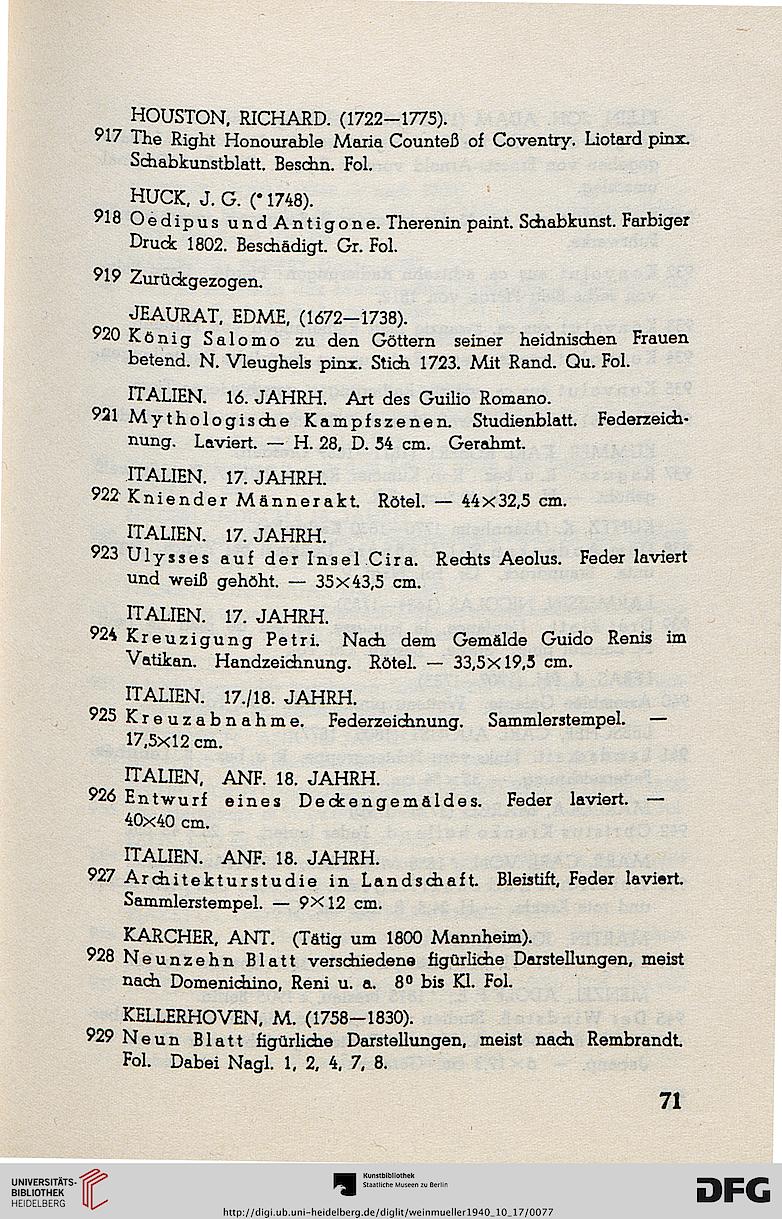 HOUSTON, RICHARD. (1722—1775).
917 The Right Honourable Maria Counteß of Coventry. Liotard pinx.
Schabkunstblatt. Beschn. Fol.
HUCK, J. G. (*1748).
918 Oedipus und Antigone. Therenin paint. Schabkunst. Farbiger
Druck 1802. Beschädigt. Gr. Fol.
919 Zurückgezogen.
JEAURAT, EDME, (1672—1738).
920 König Salomo zu den Göttern seiner heidnischen Frauen
betend. N. Vleughels pinx. Stich 1723. Mit Rand. Qu. Fol.
ITALIEN. 16. JAHRH. Art des Guilio Romano.
921 Mythologische Kampfszenen. Studienblatt. Federzeich-
nung. Laviert. — H. 28, D. 54 cm. Gerahmt.
ITALIEN. 17. JAHRH.
922 Kniender Männerakt. Rötel. — 44×32,5 cm.
ITALIEN. 17. JAHRH.
923 Ulysses auf der Insel Cira. Rechts Aeolus. Feder laviert
und weiß gehöht. — 35×43,5 cm.
ITALIEN. 17. JAHRH.
924 Kreuzigung Petri. Nach dem Gemälde Guido Renis im
Vatikan. Handzeichnung. Rötel. — 33,5×19,5 cm.
ITALIEN. 17./18. JAHRH.
925 Kreuzabnahme. Federzeichnung. Sammlerstempel. —
17,5×12 cm.
ITALIEN, ANF. 18. JAHRH.
926 Entwurf eines Deckengemäldes. Feder laviert. —
40×40 cm.
ITALIEN. ANF. 18. JAHRH.
927 Architekturstudie in Landschaft. Bleistift, Feder laviert.
Sammlerstempel. — 9×12 cm.
KARCHER, ANT. (Tätig um 1800 Mannheim).
928 Neunzehn Blatt verschiedene figürliche Darstellungen, meist
nach Domenichino, Reni u. a. 8⁰ bis Kl. Fol.
KELLERHOVEN, M. (1758—1830).
929 Neun Blatt figürliche Darstellungen, meist nach Rembrandt.
Fol. Dabei Nagl. 1, 2, 4, 7, 8.
71
UNIVERSITÄTS-
BIBLIOTHEK
HEIDELBERG
Kunstbibliothek
Staatliche Museen zu Berlin
DFG
http://digi.ub.uni-heidelberg.de/diglit/weinmueller1940_10_17/0077